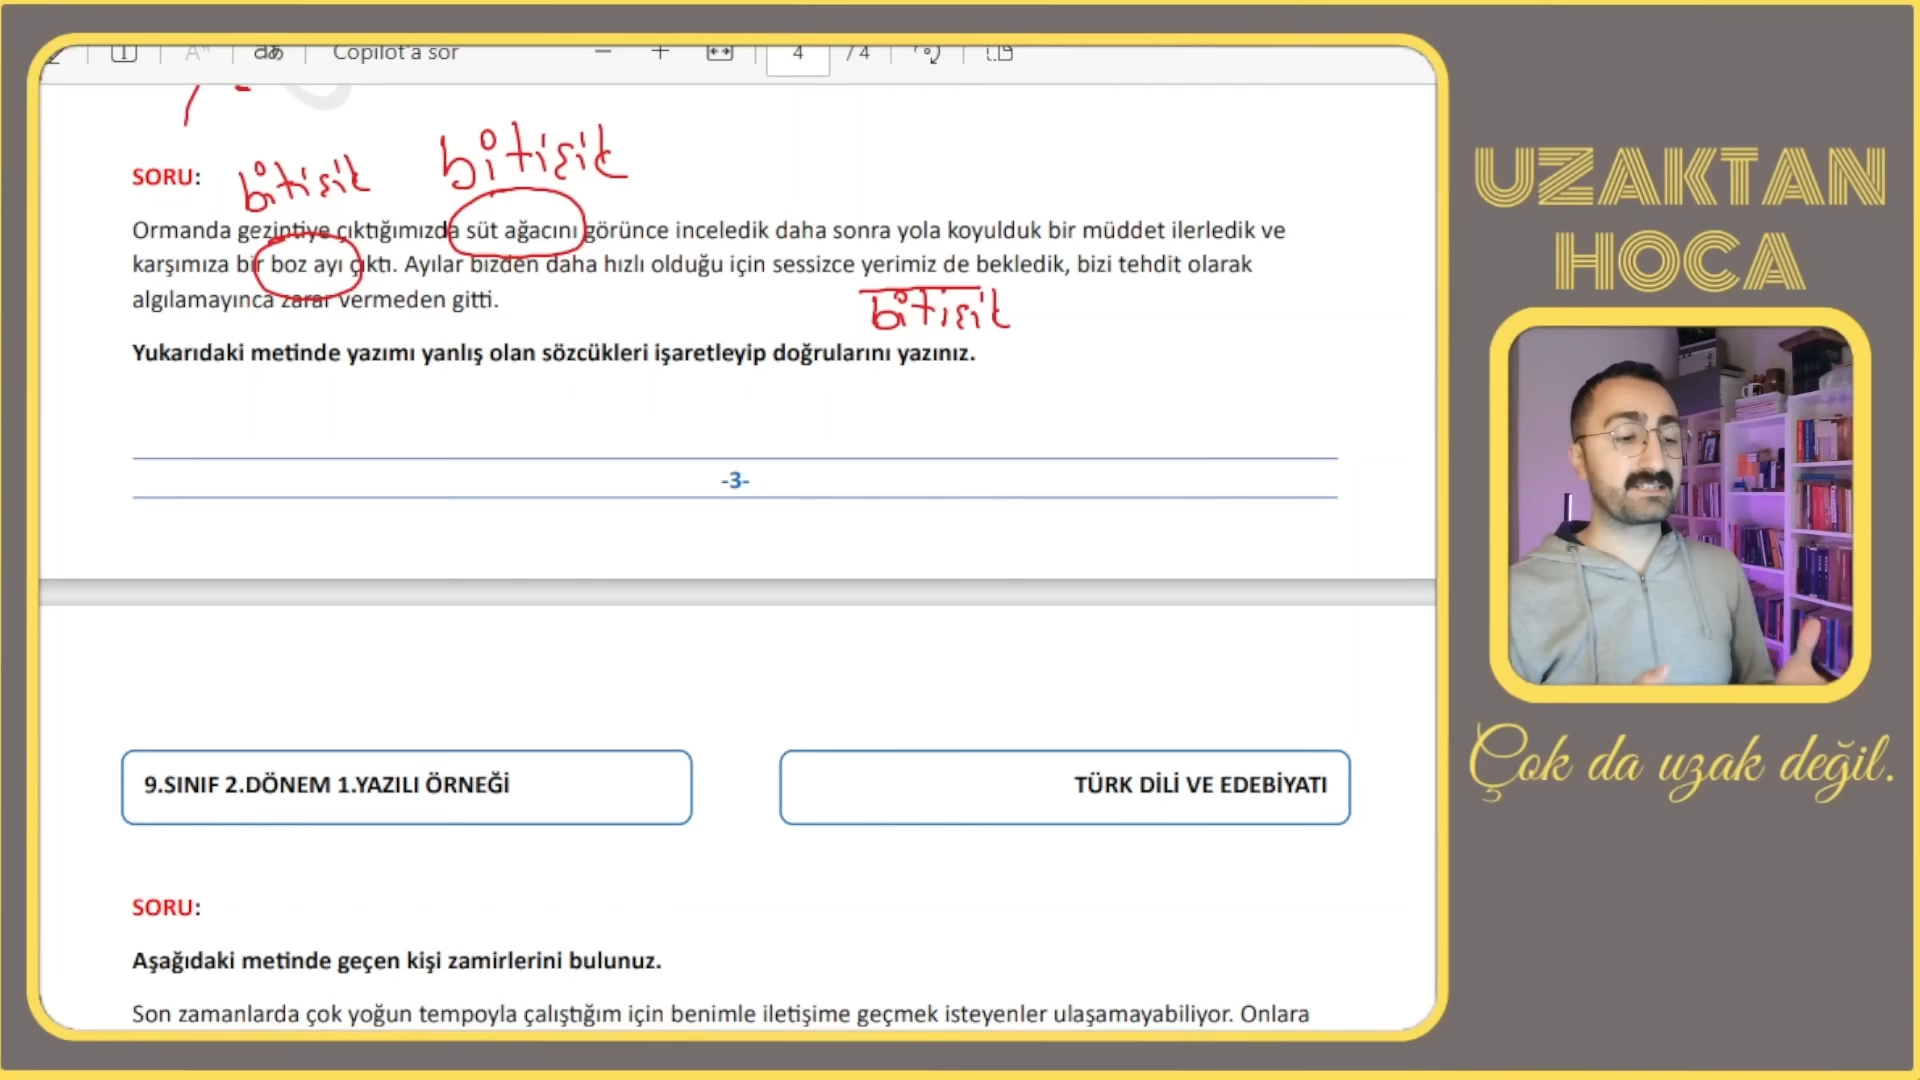 Copilot'a sor
4 / 4
bitişik
bitişik
SORU:
Ormanda gezintiye çıktığımızda süt ağacını görünce inceledik daha sonra yola koyulduk bir müddet ilerledik ve
karşımıza bir boz ayı çıktı. Ayılar bizden daha hızlı olduğu için sessizce yerimiz de bekledik, bizi tehdit olarak
algılamayınca zarar vermeden gitti.
bitişik
Yukarıdaki metinde yazımı yanlış olan sözcükleri işaretleyip doğrularını yazınız.
-3-
9.SINIF 2.DÖNEM 1.YAZILI ÖRNEĞİ
TÜRK DİLİ VE EDEBİYATI
SORU:
Aşağıdaki metinde geçen kişi zamirlerini bulunuz.
Son zamanlarda çok yoğun tempoyla çalıştığım için benimle iletişime geçmek isteyenler ulaşamayabiliyor. Onlara
UZAKTAN
HOCA
Çok da uzak değil.